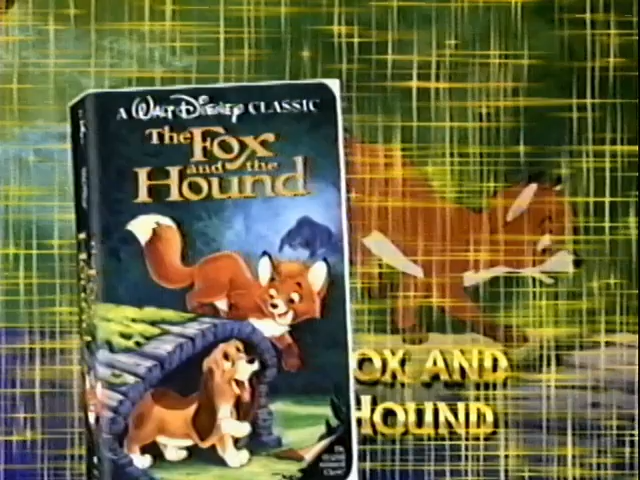 A WALT DISNEY CLASSIC
The Fox
and the
Hound
OX AND
HOUND